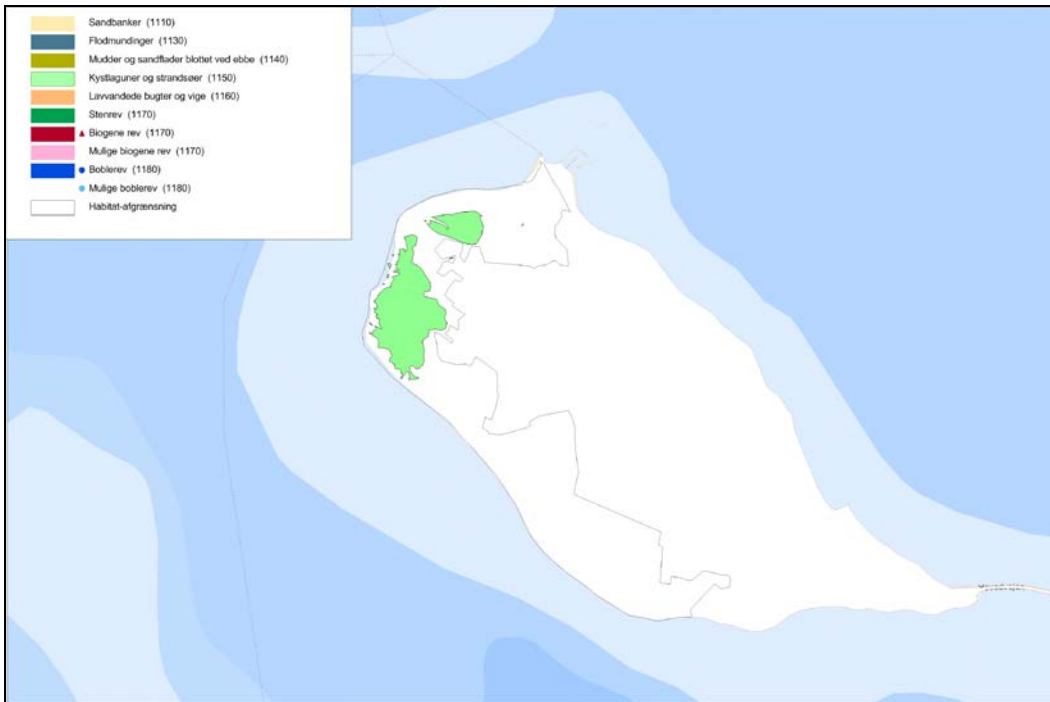 Sandbanker (1110)
Flodmundinger (1130)
Mudder og sandflader blottet ved ebbe (1140)
Kystlaguner og strandsøer (1150)
Lavvandede bugter og vige (1160)
Stenrev (1170)
Biogene rev (1170)
Mulige biogene rev (1170)
Boblerev (1180)
Mulige boblerev (1180)
Habitat-afgrænsning